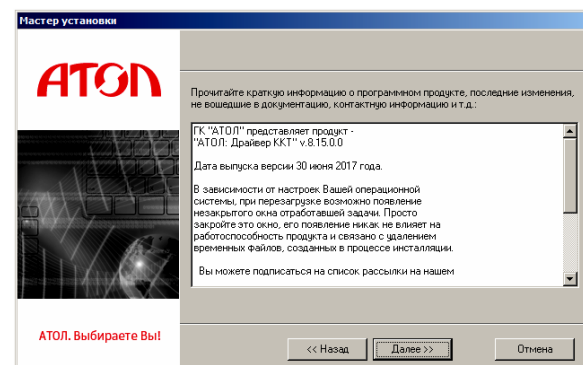 Мастер установки
АТОЛ
Прочитайте краткую информацию о программном продукте, последние изменения,
не вошедшие в документацию, контактную информацию и т.д.:
ГК "АТОЛ" представляет продукт -
"АТОЛ: Драйвер ККТ" v.8.15.0.0
Дата выпуска версии 30 июня 2017 года.
В зависимости от настроек Вашей операционной
системы, при перезагрузке возможно появление
незакрытого окна отработавшей задачи. Просто
закройте это окно, его появление никак не влияет на
работоспособность продукта и связано с удалением
временных файлов, созданных в процессе инсталляции.
Вы можете подписаться на список рассылки на нашем
АТОЛ. Выбираете Вы!
<< Назад
Далее >>
Отмена